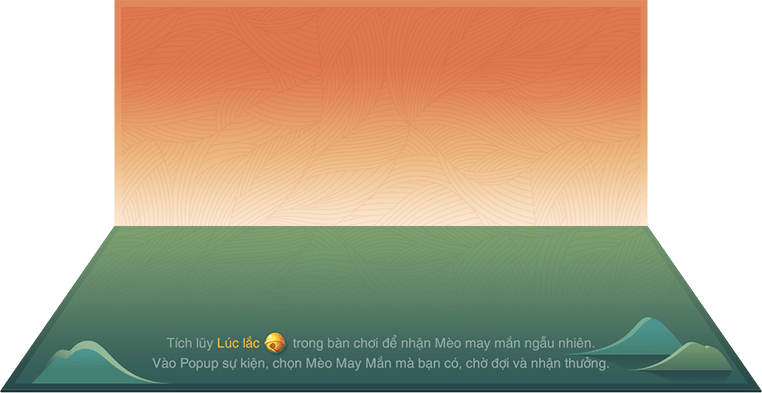 Tích lũy Lúc lắc trong bàn chơi để nhận Mèo may mắn ngẫu nhiên.
Vào Popup sự kiện, chọn Mèo May Mắn mà bạn có, chờ đợi và nhận thưởng.